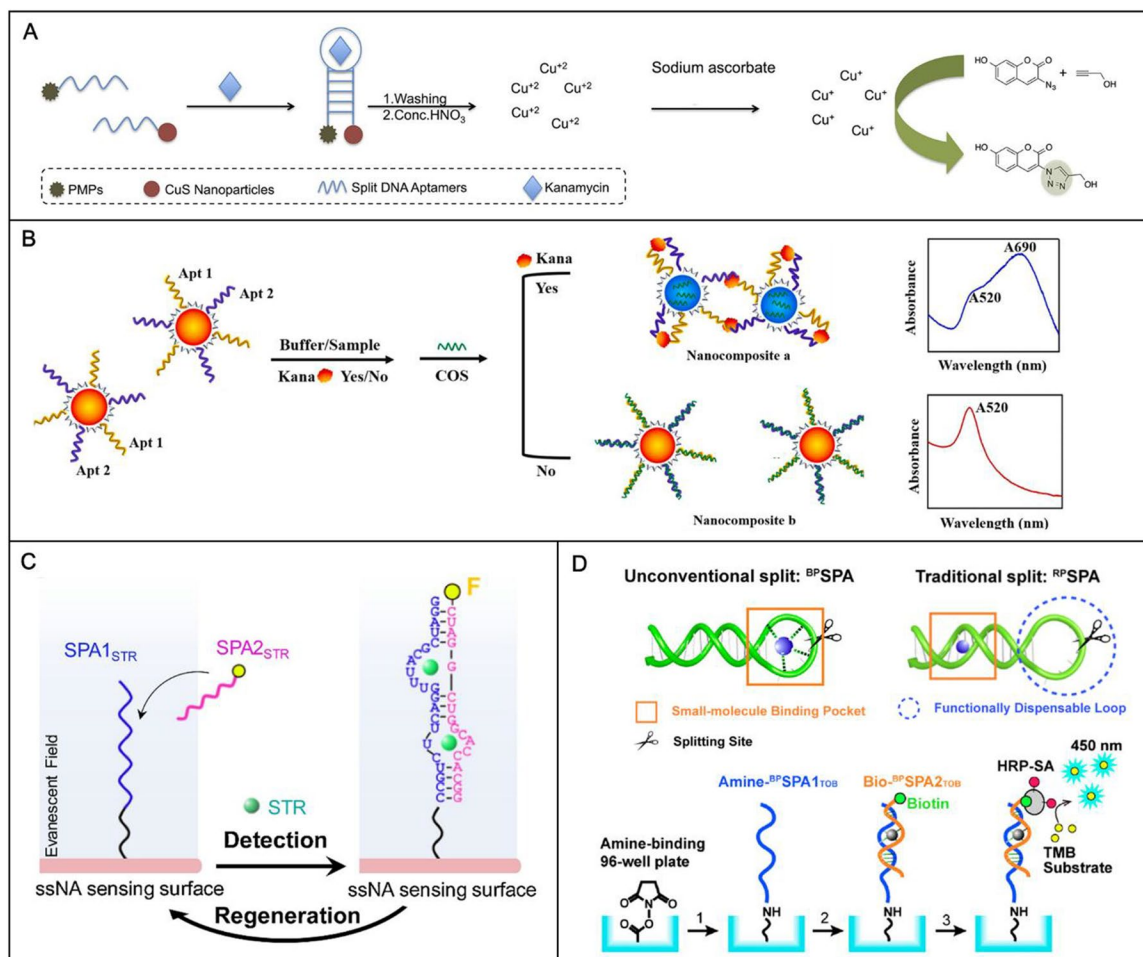 A
Cu+2
Cu+2 Cu+2
Cu+2
Cu+2
1.Washing
2.Conc.HNO3
Sodium ascorbate
Cu+
Cu+ Cu+
Cu+ Cu+
HO O O
N3
+
OH
HO O O
N
N=N
OH
PMPs CuS Nanoparticles Split DNA Aptamers Kanamycin
B
Apt 1
Apt 2
Apt 1
Apt 2
Buffer/Sample
Kana Yes/No
COS
Kana
Yes
No
Nanocomposite a
Nanocomposite b
Absorbance
A690
A520
Wavelength (nm)
Absorbance
A520
Wavelength (nm)
C
Evanescent Field
SPA1STR
SPA2STR
F
STR
Detection
ssNA sensing surface
ssNA sensing surface
Regeneration
D
Unconventional split: BPSPA
Traditional split: RPSPA
Small-molecule Binding Pocket
Functionally Dispensable Loop
Splitting Site
Amine-binding
96-well plate
O O
N
O
O
1
Amine-BPSPA1TOB
NH
2
Bio-BPSPA2TOB
Biotin
NH
3
HRP-SA
450 nm
TMB
Substrate
NH